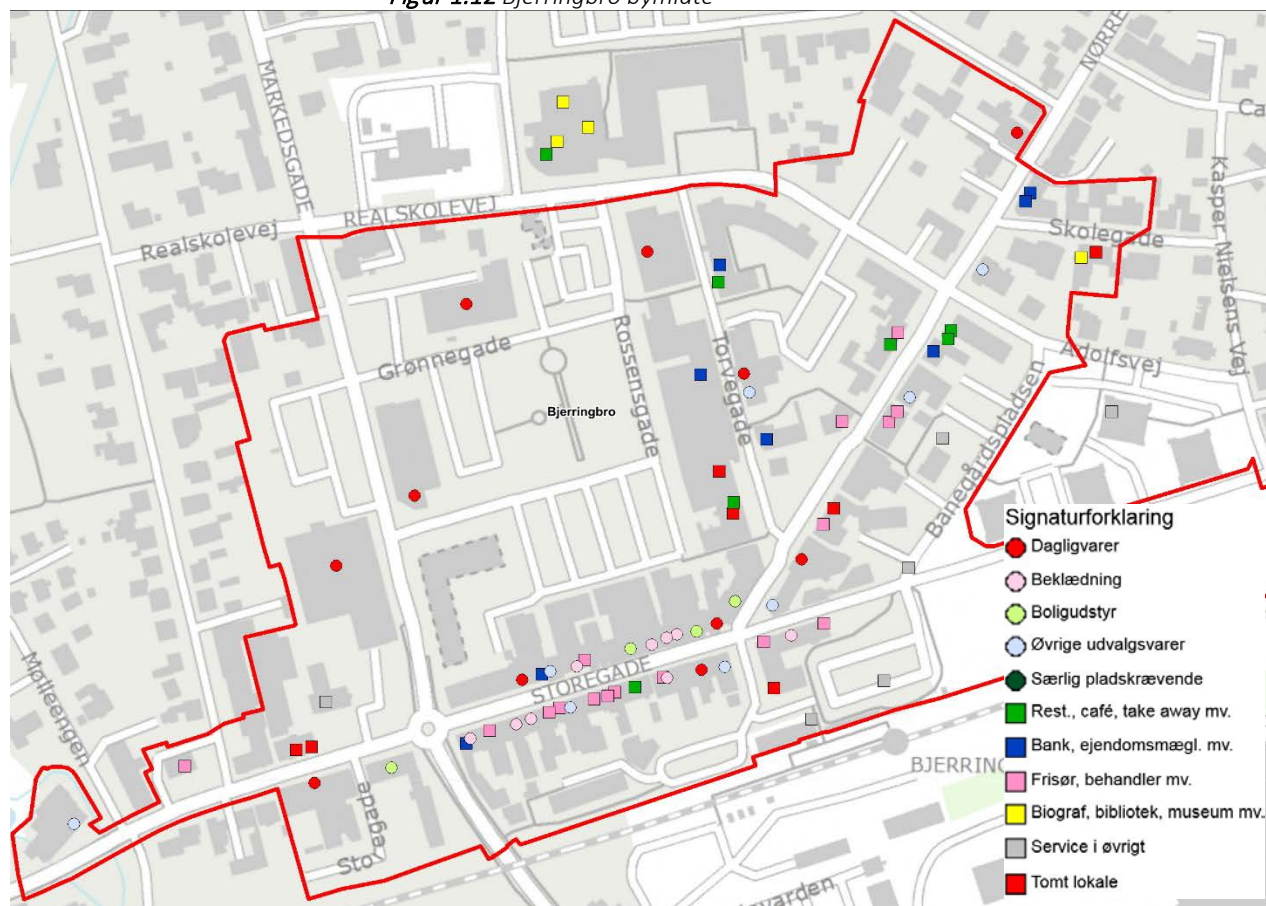 Figur 1.12 Bjerringbro bymidte
NØRRE
MARKEDSGADE
Ca
Kasper Nielsens Vej
REALSKOLEVEJ
Realskolevej
Skolegade
Rossensgade
Torvegade
Grønnegade
Adolfsvej
Bjerringbro
Banegårdspladsen
Mølleengen
STOREGADE
BJERRING
Sto
Signaturforklaring
Dagligvarer
Beklædning
Boligudstyr
Øvrige udvalgsvarer
Særlig pladskrævende
Rest., café, take away mv.
Bank, ejendomsmægl. mv.
Frisør, behandler mv.
Biograf, bibliotek, museum mv.
Service i øvrigt
Tomt lokale